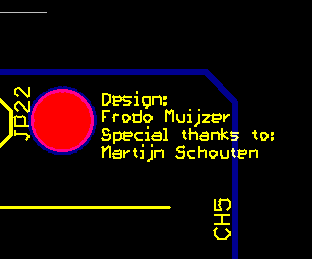 JP22
Design:
Frodo Muijzer
Special thanks to:
Martijn Schouten
CH5